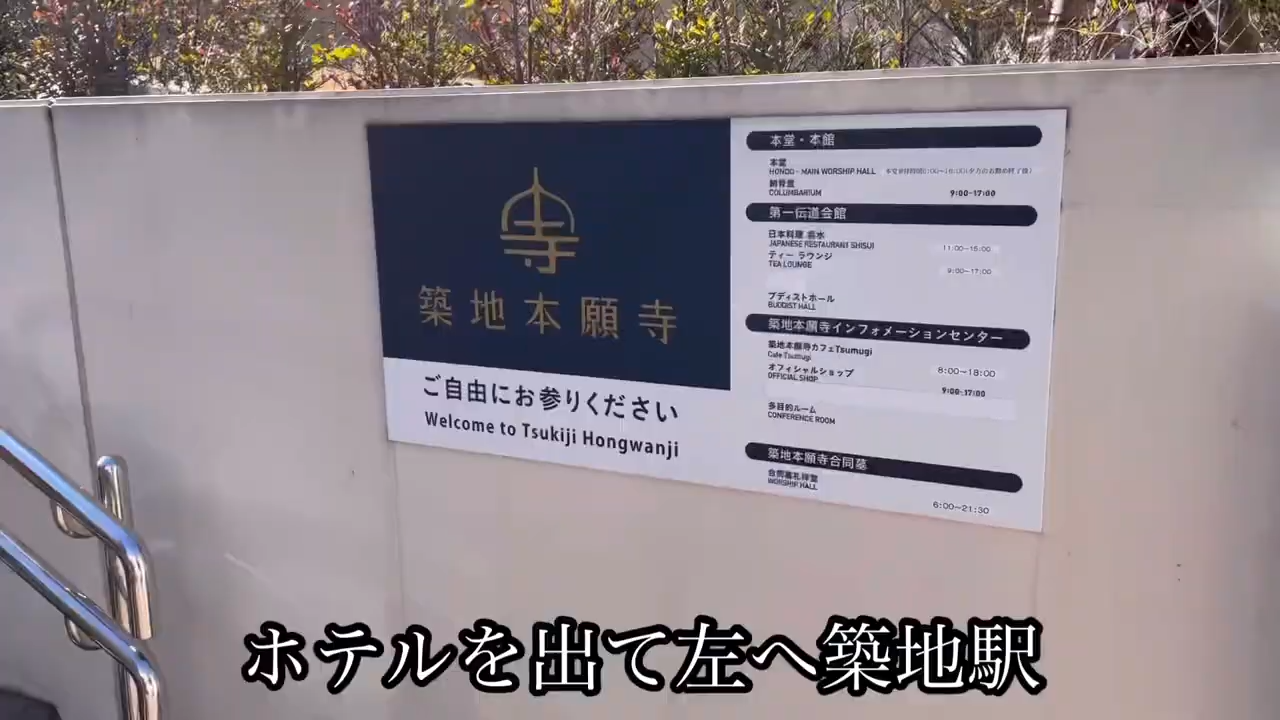 寺
築地本願寺
ご自由にお参りください
Welcome to Tsukiji Hongwanji
本堂・本館
本堂
HONDO - MAIN WORSHIP HALL
納骨堂
COLUMBARIUM
9:00-17:00
第一伝道会館
日本料理
JAPANESE RESTAURANT SHISUI
11:00~15:00
ティー ラウンジ
TEA LOUNGE
9:00~17:00
ブディストホール
BUDDIST HALL
築地本願寺インフォメーションセンター
築地本願寺カフェTsumugi
Cafe Tsumugi
8:00~18:00
オフィシャルショップ
OFFICIAL SHOP
9:00-17:00
多目的ルーム
CONFERENCE ROOM
築地本願寺合同墓
合同墓礼拝堂
WORSHIP HALL
6:00~21:30
ホテルを出て左へ築地駅